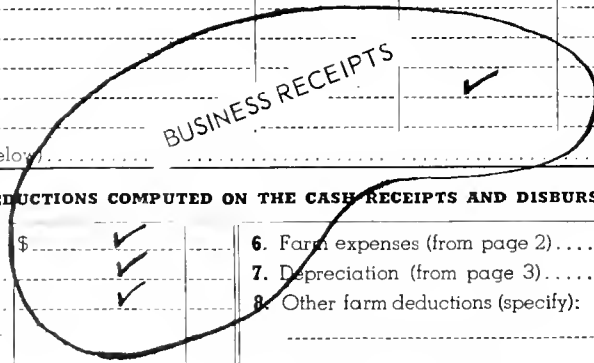 BUSINESS RECEIPTS
elow)
DUCTIONS COMPUTED ON THE CASH RECEIPTS AND DISBURS
$
6. Farm expenses (from page 2)....
7. Depreciation (from page 3).....
8. Other farm deductions (specify):